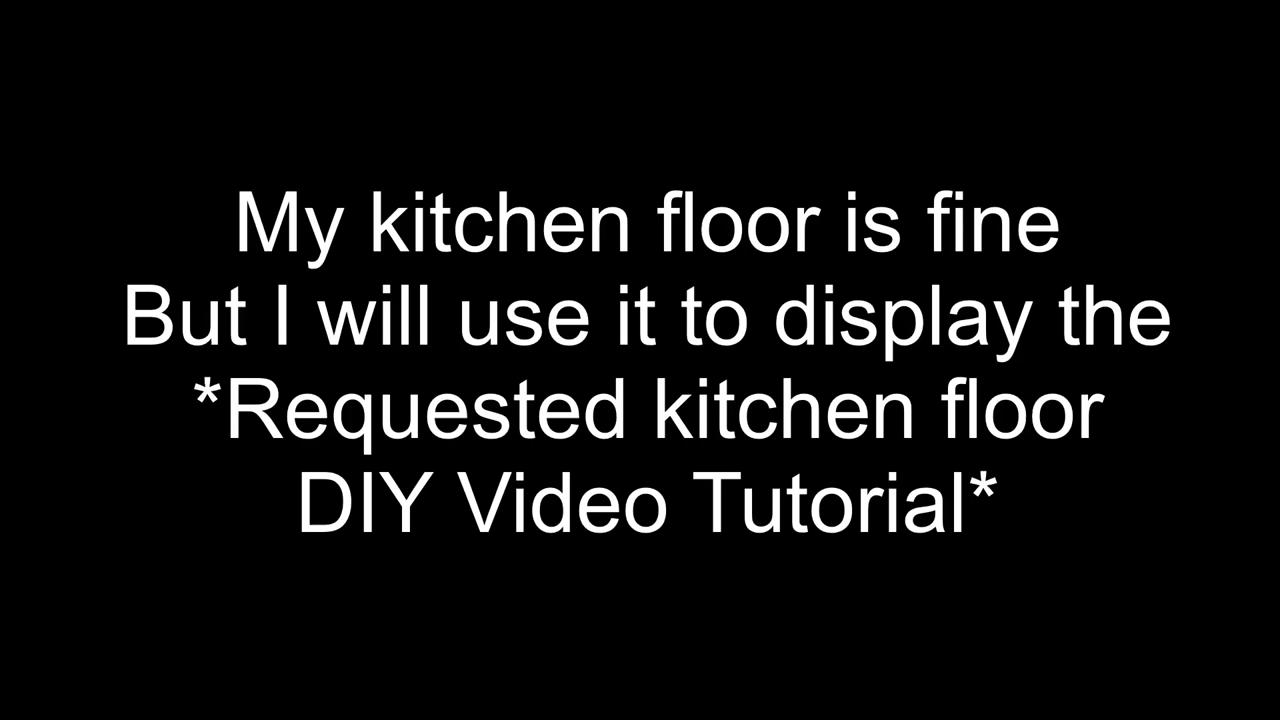 My kitchen floor is fine
But I will use it to display the
*Requested kitchen floor
DIY Video Tutorial*